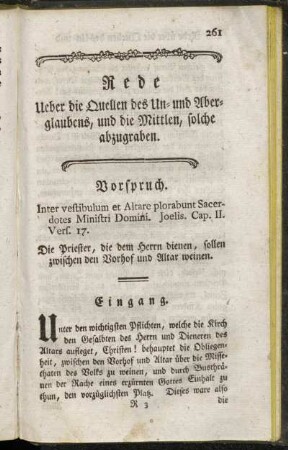 261
Rede
Ueber die Quellen des Un- und Aber-
glaubens, und die Mittlen, solche
abzugraben.
Vorspruch.
Inter vestibulum et Altare plorabunt Sacer-
dotes Ministri Domini. Joelis. Cap. II.
Vers. 17.
Die Priester, die dem Herrn dienen, sollen
zwischen den Vorhof und Altar weinen.
Eingang.
Unter den wichtigsten Pflichten, welche die Kirch
den Gesalbten des Herrn und Dieneren des
Altars aufleget, Christen! behauptet die Obliegen-
heit, zwischen den Vorhof und Altar über die Misse-
thaten des Volks zu weinen, und durch Bußthrä-
nen der Rache eines erzürnten Gottes Einhalt zu
thun, den vorzüglichsten Platz. Dieses ware also
R 3
die